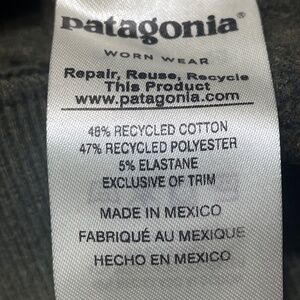 patagonia®
WORN WEAR
Repair, Reuse, Recycle
This Product
www.patagonia.com
48% RECYCLED COTTON
47% RECYCLED POLYESTER
5% ELASTANE
EXCLUSIVE OF TRIM
MADE IN MEXICO
FABRIQUÉ AU MEXIQUE
HECHO EN MEXICO